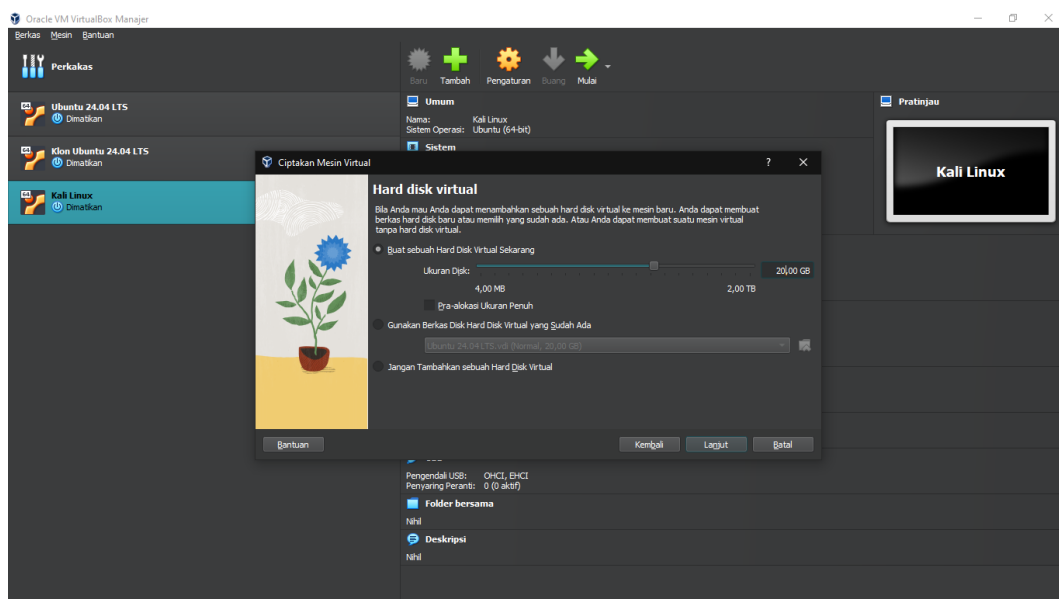 Oracle VM VirtualBox Manajer
Berkas Mesin Bantuan
Perkakas
Baru Tambah Pengaturan Buang Mulai
64 Ubuntu 24.04 LTS
Dimatikan
64 Klon Ubuntu 24.04 LTS
Dimatikan
64 Kali Linux
Dimatikan
Umum
Nama: Kali Linux
Sistem Operasi: Ubuntu (64-bit)
Sistem
Pratinjau
Kali Linux
Ciptakan Mesin Virtual
Hard disk virtual
Bila Anda mau Anda dapat menambahkan sebuah hard disk virtual ke mesin baru. Anda dapat membuat
berkas hard disk baru atau memilih yang sudah ada. Atau Anda dapat membuat suatu mesin virtual
tanpa hard disk virtual.
Buat sebuah Hard Disk Virtual Sekarang
Ukuran Disk: 20,00 GB
4,00 MB 2,00 TB
Pra-alokasi Ukuran Penuh
Gunakan Berkas Disk Hard Disk Virtual yang Sudah Ada
Ubuntu 24.04 LTS.vdi (Normal, 20,00 GB)
Jangan Tambahkan sebuah Hard Disk Virtual
Bantuan Kembali Lanjut Batal
Pengendali USB: OHCI, EHCI
Penyaring Peranti: 0 (0 aktif)
Folder bersama
Nihil
Deskripsi
Nihil